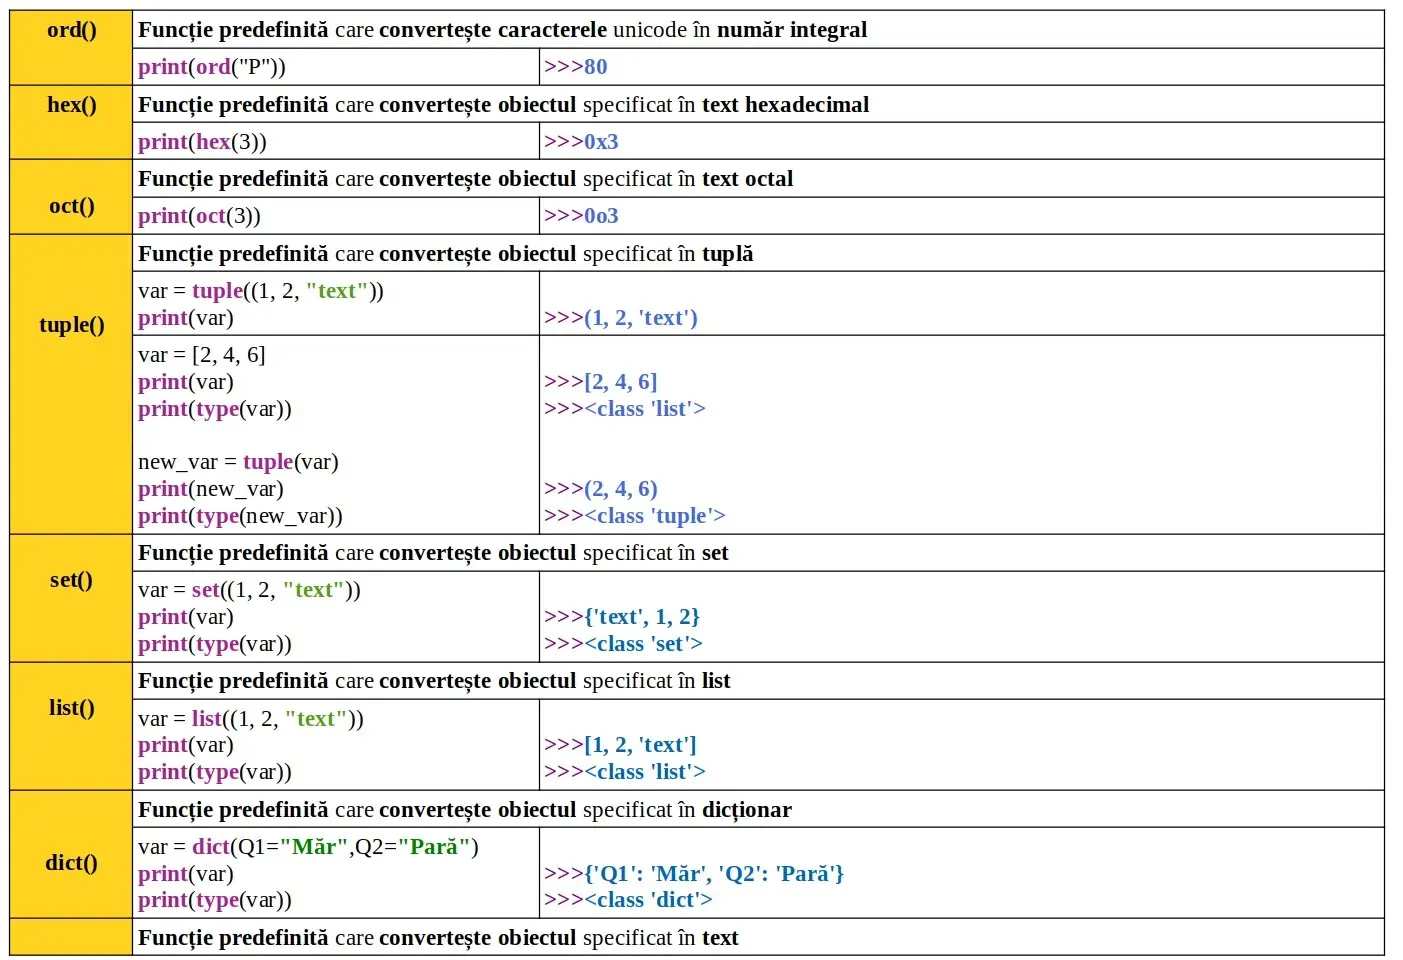 ord()
Funcție predefinită care convertește caracterele unicode în număr integral
print(ord("P"))
>>>80
hex()
Funcție predefinită care convertește obiectul specificat în text hexadecimal
print(hex(3))
>>>0x3
oct()
Funcție predefinită care convertește obiectul specificat în text octal
print(oct(3))
>>>0o3
tuple()
Funcție predefinită care convertește obiectul specificat în tuplă
var = tuple((1, 2, "text"))
print(var)
>>>(1, 2, 'text')
var = [2, 4, 6]
print(var)
>>>[2, 4, 6]
print(type(var))
>>><class 'list'>
new_var = tuple(var)
print(new_var)
>>>(2, 4, 6)
print(type(new_var))
>>><class 'tuple'>
set()
Funcție predefinită care convertește obiectul specificat în set
var = set((1, 2, "text"))
print(var)
>>>{'text', 1, 2}
print(type(var))
>>><class 'set'>
list()
Funcție predefinită care convertește obiectul specificat în list
var = list((1, 2, "text"))
print(var)
>>>[1, 2, 'text']
print(type(var))
>>><class 'list'>
dict()
Funcție predefinită care convertește obiectul specificat în dicționar
var = dict(Q1="Măr",Q2="Pară")
print(var)
>>>{'Q1': 'Măr', 'Q2': 'Pară'}
print(type(var))
>>><class 'dict'>
Funcție predefinită care convertește obiectul specificat în text